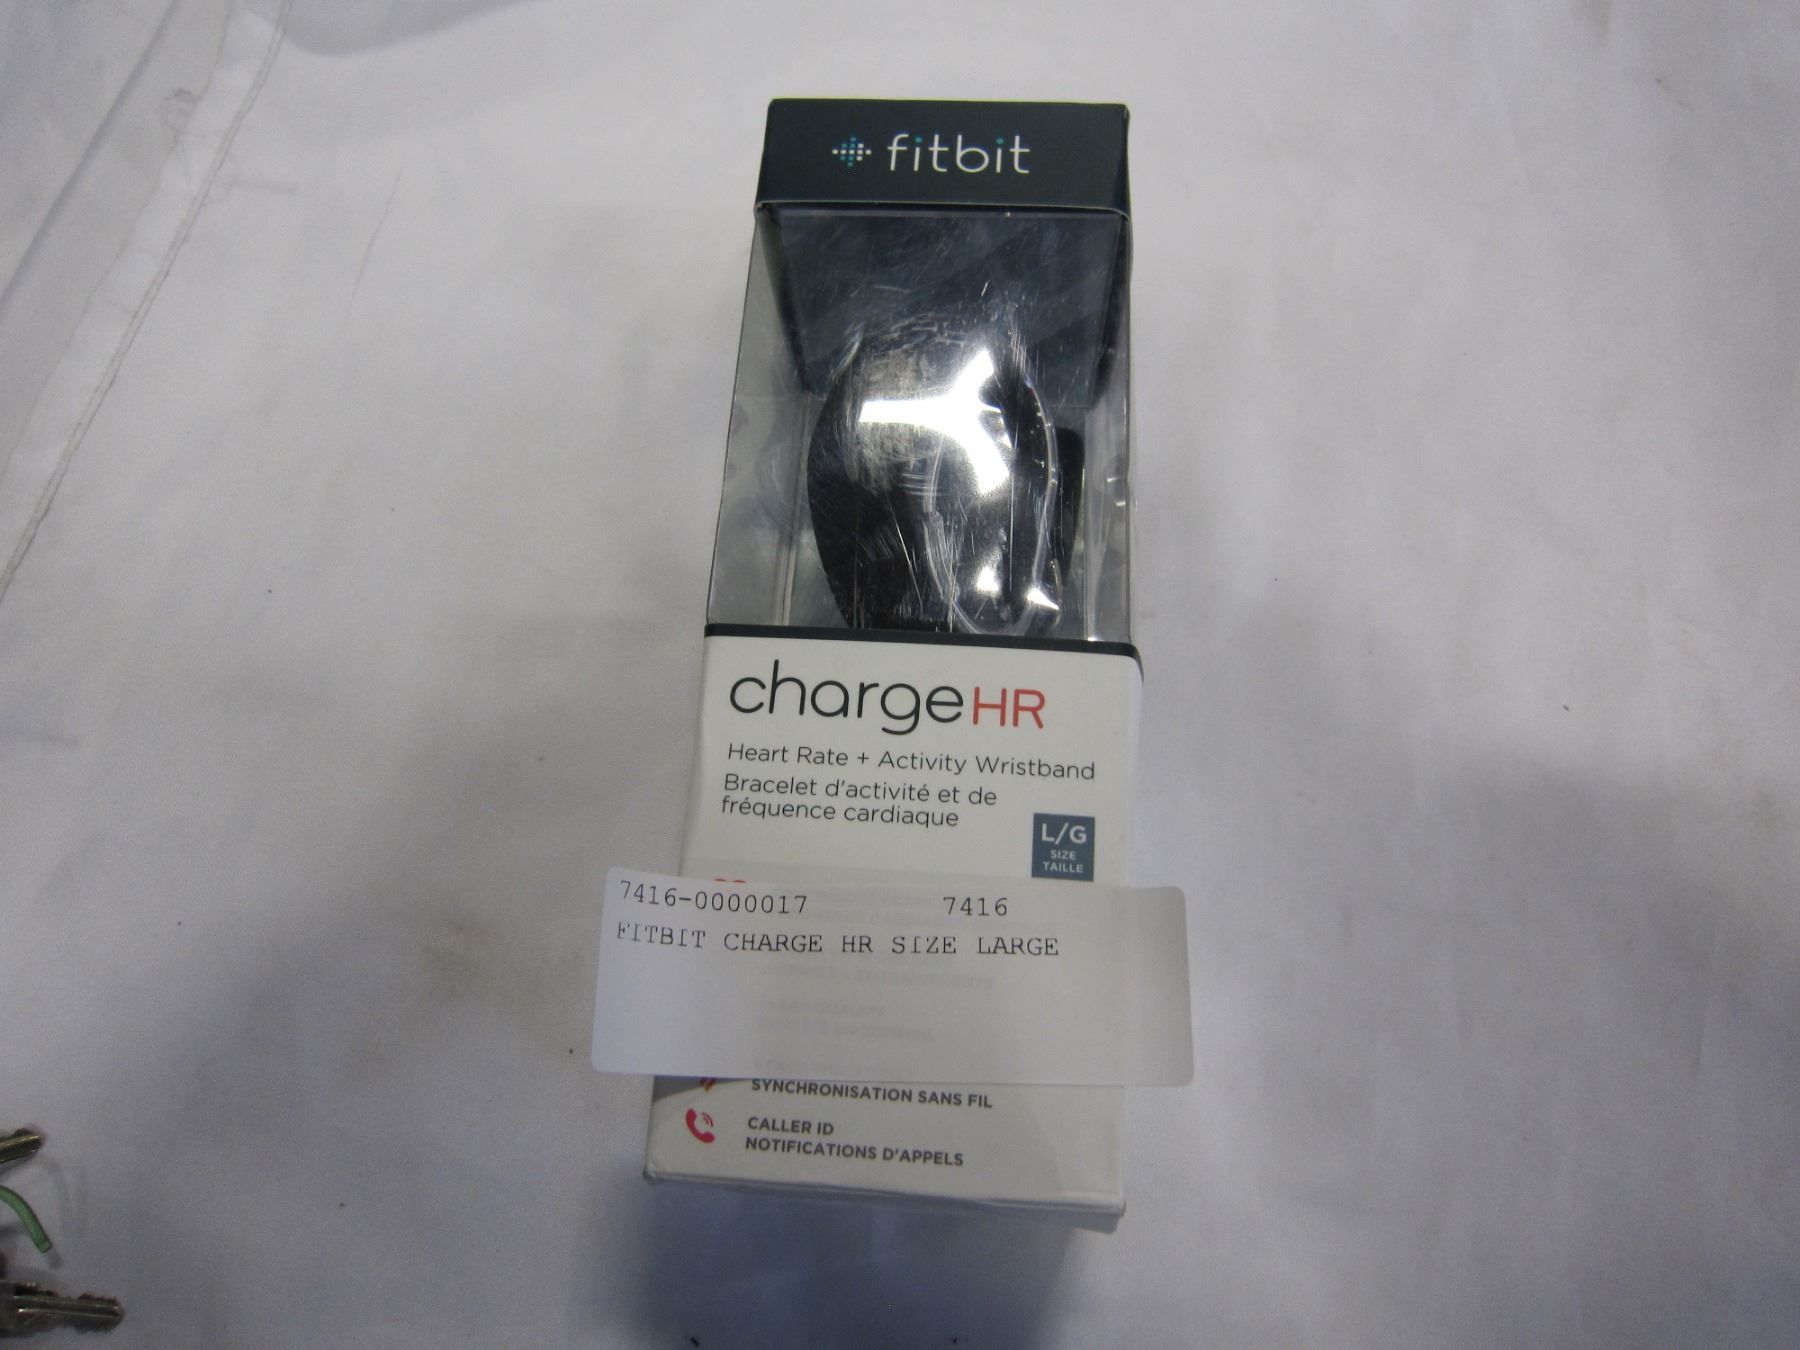 fitbit
chargeHR
Heart Rate + Activity Wristband
Bracelet d'activité et de
fréquence cardiaque
L/G
SIZE
TAILLE
7416-0000017 7416
FITBIT CHARGE HR SIZE LARGE
SYNCHRONISATION SANS FIL
CALLER ID
NOTIFICATIONS D'APPELS